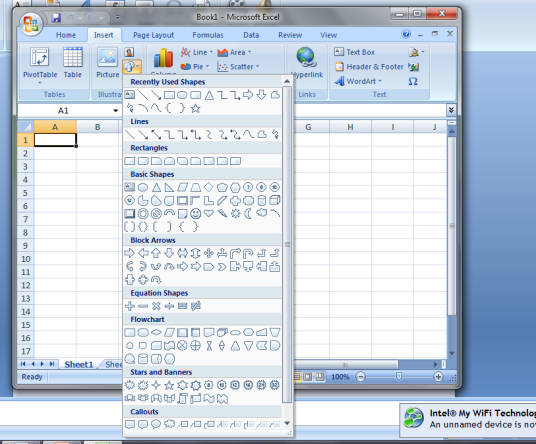 Book1 - Microsoft Excel
Home Insert Page Layout Formulas Data Review View
PivotTable Table Picture Column Line Area Pie Scatter Hyperlink Text Box Header & Footer WordArt Ω
Tables Links Text
A1
A B G H I J
Recently Used Shapes
Lines
Rectangles
Basic Shapes
Block Arrows
Equation Shapes
Flowchart
Stars and Banners
Callouts
1
2
3
4
5
6
7
8
9
10
11
12
13
14
15
16
17
Sheet1 Shee
Ready 100%
Intel® My WiFi Technolog
An unnamed device is nov